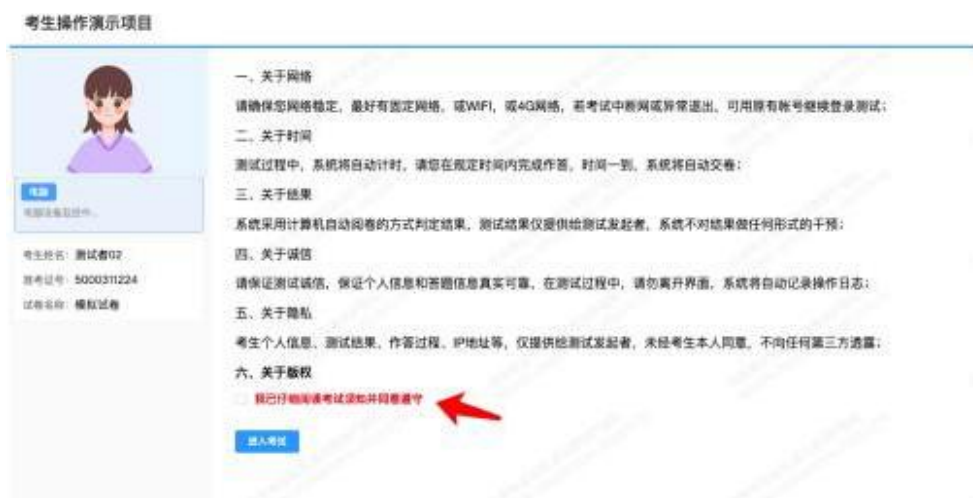 考生操作演示项目
一、关于网络
请确保您网络稳定，最好有固定网络，或WIFI，或4G网络，若考试中断网或异常退出，可用原有帐号继续登录测试；
二、关于时间
测试过程中，系统将自动计时，请您在规定时间内完成作答，时间一到，系统将自动交卷；
三、关于结果
系统采用计算机自动阅卷的方式判定结果，测试结果仅提供给测试发起者，系统不对结果做任何形式的干预；
四、关于诚信
请保证测试诚信，保证个人信息和答题信息真实可靠，在测试过程中，请勿离开界面，系统将自动记录操作日志；
五、关于隐私
考生个人信息、测试结果、作答过程、IP地址等，仅提供给测试发起者，未经考生本人同意，不向任何第三方透露；
六、关于版权
我已仔细阅读考试须知并同意遵守
进入考试
电脑
电脑设备监控中...
考生姓名：测试者02
准考证号：5000311224
试卷名称：模拟试卷